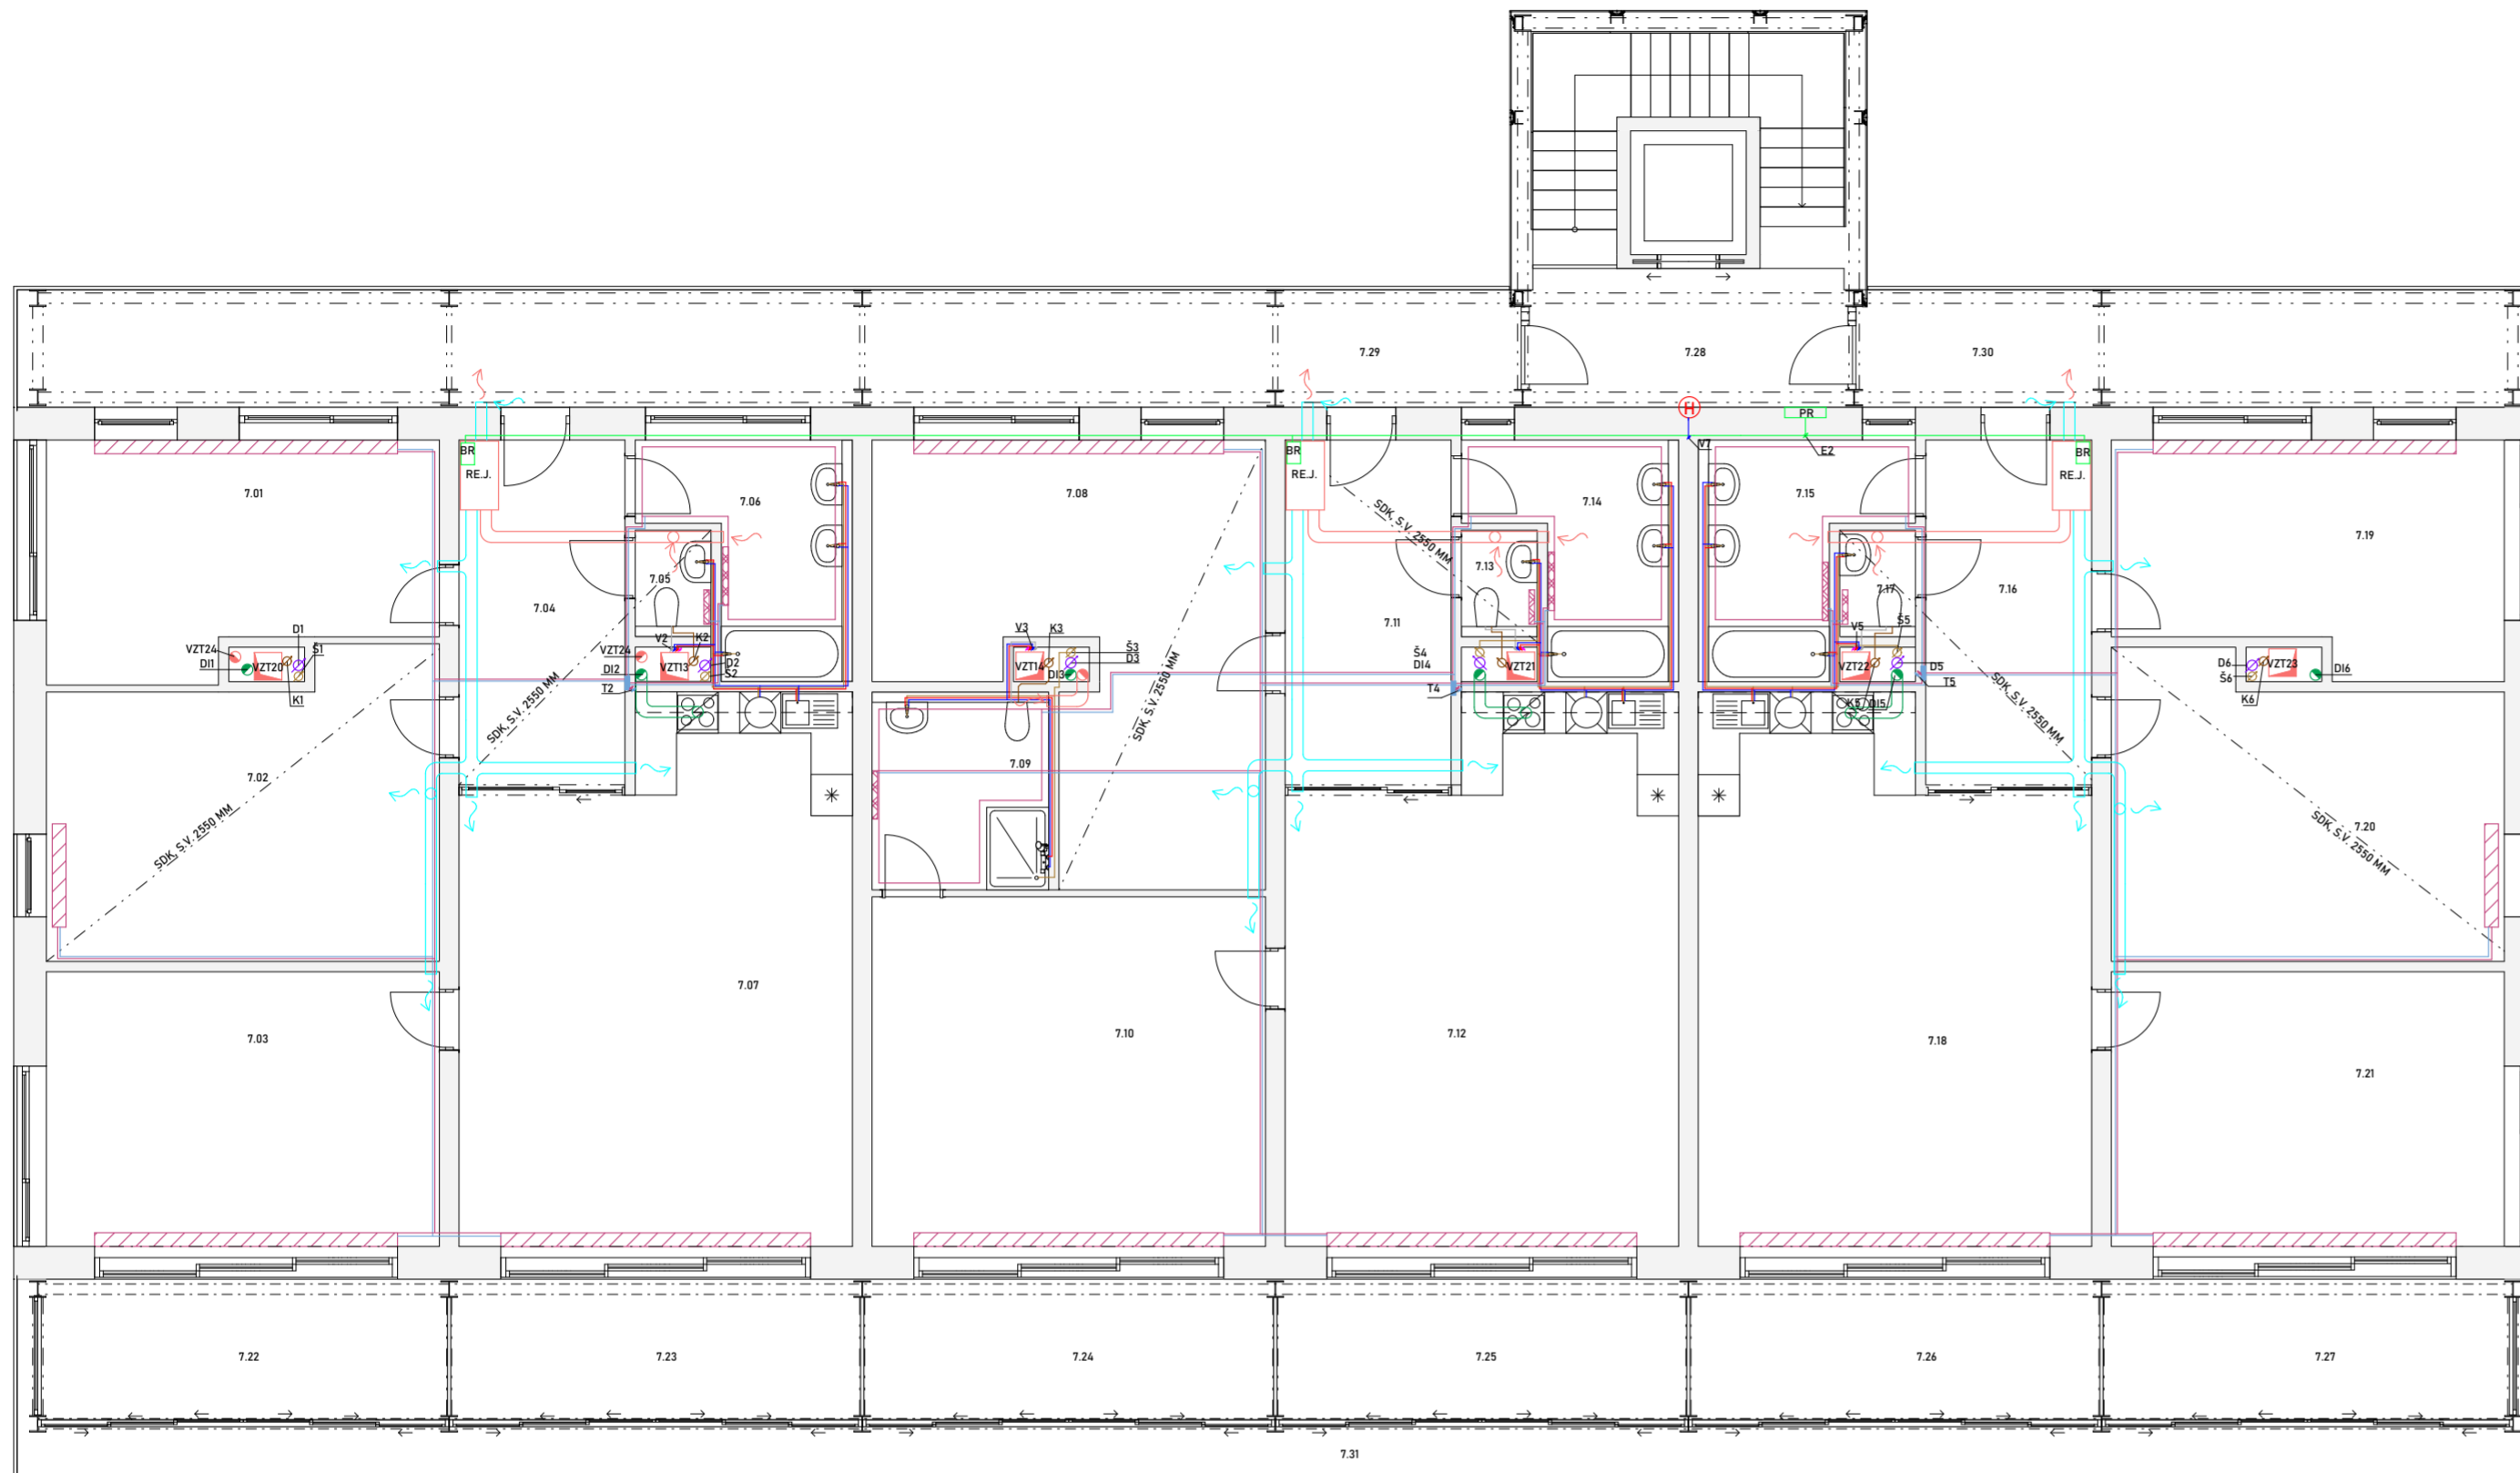 7.29
7.28
7.30
PR
H
V7
E2
BR
RE.J.
BR
RE.J.
BR
RE.J.
7.01
7.06
7.08
7.14
7.15
7.19
SDK, S.V. 2550 MM
7.05
7.04
7.13
7.11
7.17
7.16
D1
Š1
VZT24
DI1
VZT20
K1
V2
K2
VZT24
VZT13
DI2
D2
Š2
T2
V3
K3
VZT14
Š3
D3
DI3
Š4
DI4
VZT21
T4
V5
Š5
VZT22
D5
T5
K5
DI5
D6
Š6
VZT23
DI6
K6
SDK, S.V. 2550 MM
SDK, S.V. 2550 MM
SDK, S.V. 2550 MM
SDK, S.V. 2550 MM
SDK, S.V. 2550 MM
7.02
7.09
7.20
7.03
7.07
7.10
7.12
7.18
7.21
7.22
7.23
7.24
7.25
7.26
7.27
7.31